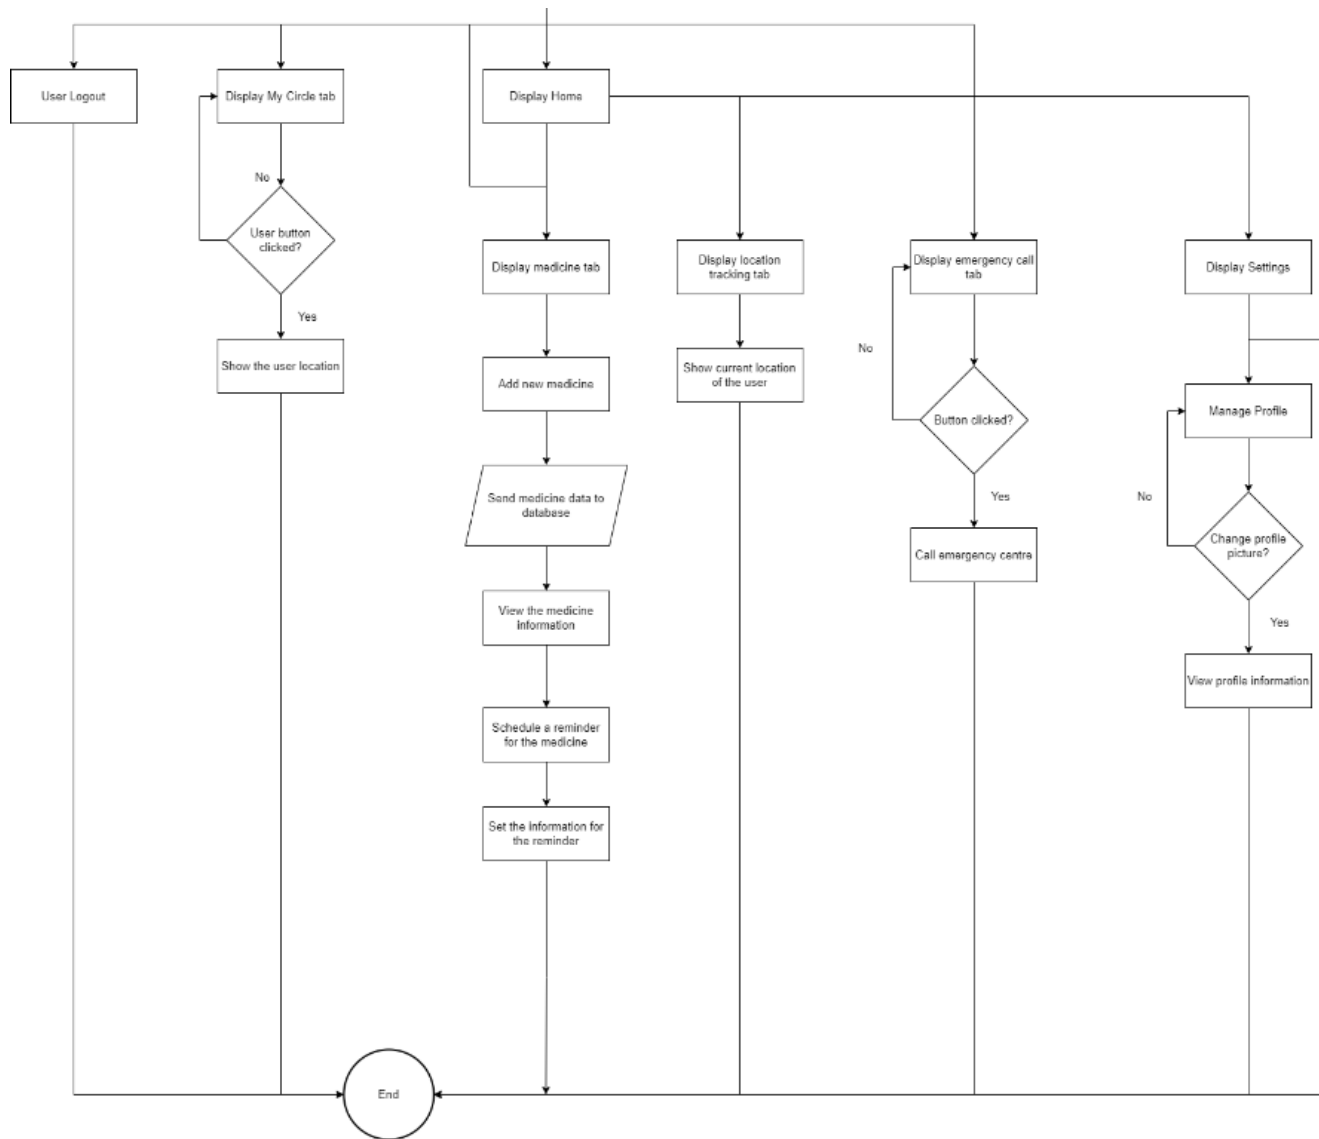 User Logout
Display My Circle tab
Display Home
No
User button
clicked?
Display medicine tab
Display location
tracking tab
Display emergency call
tab
Display Settings
Yes
Show the user location
No
Show current location
of the user
Add new medicine
Manage Profile
Button clicked?
Send medicine data to
database
Yes
No
Change profile
picture?
Call emergency centre
View the medicine
information
Yes
View profile information
Schedule a reminder
for the medicine
Set the information for
the reminder
End